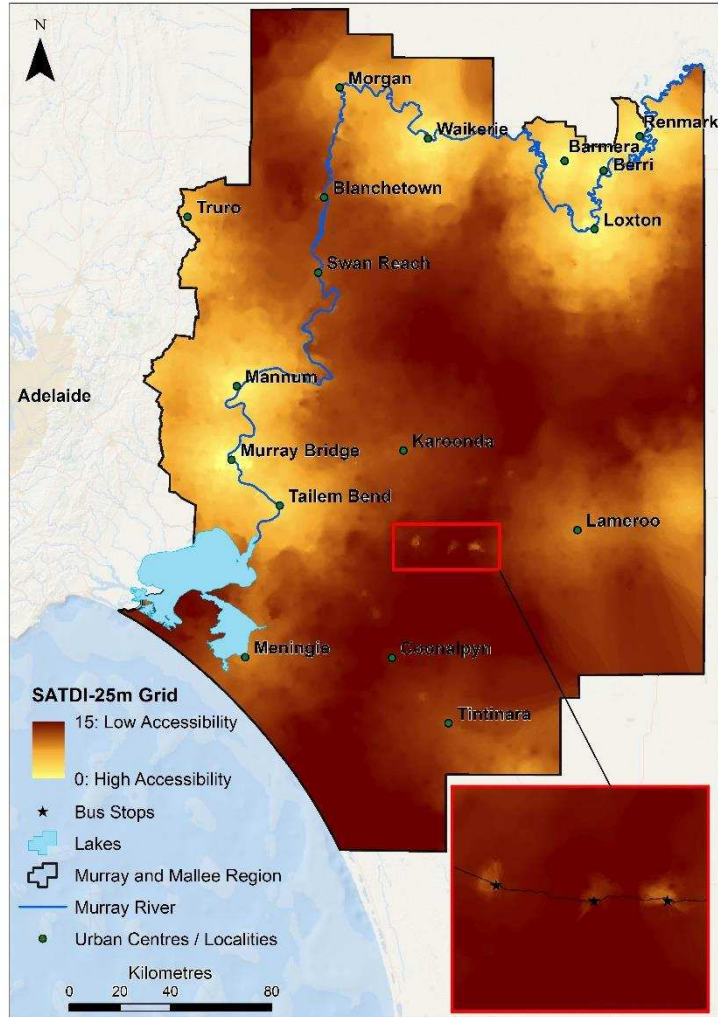 N
Morgan
Waikerie
Renmark
Barmera
Berri
Blanchetown
Truro
Loxton
Swan Reach
Mannum
Adelaide
Karoonda
Murray Bridge
Tailem Bend
Lameroo
Meningie
Coonalpyn
Tintinara
SATDI-25m Grid
15: Low Accessibility
0: High Accessibility
Bus Stops
Lakes
Murray and Mallee Region
Murray River
Urban Centres / Localities
Kilometres
0 20 40 80